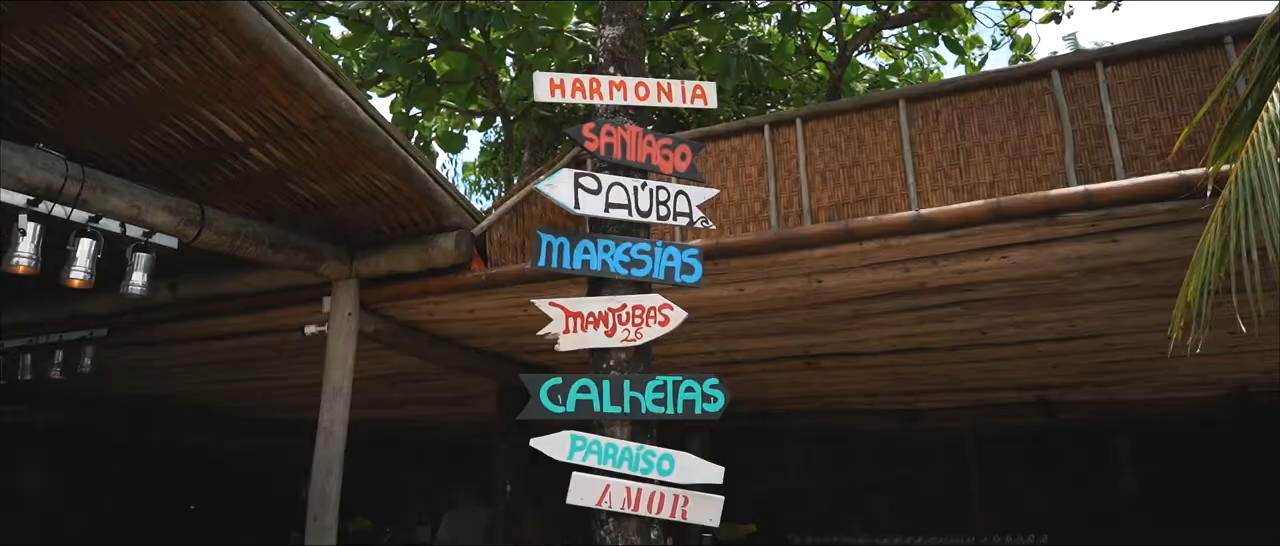 HARMONIA
SANTIAGO
PAÚBA
MARESIAS
MANJUBAS
26
CALHETAS
PARAÍSO
AMOR